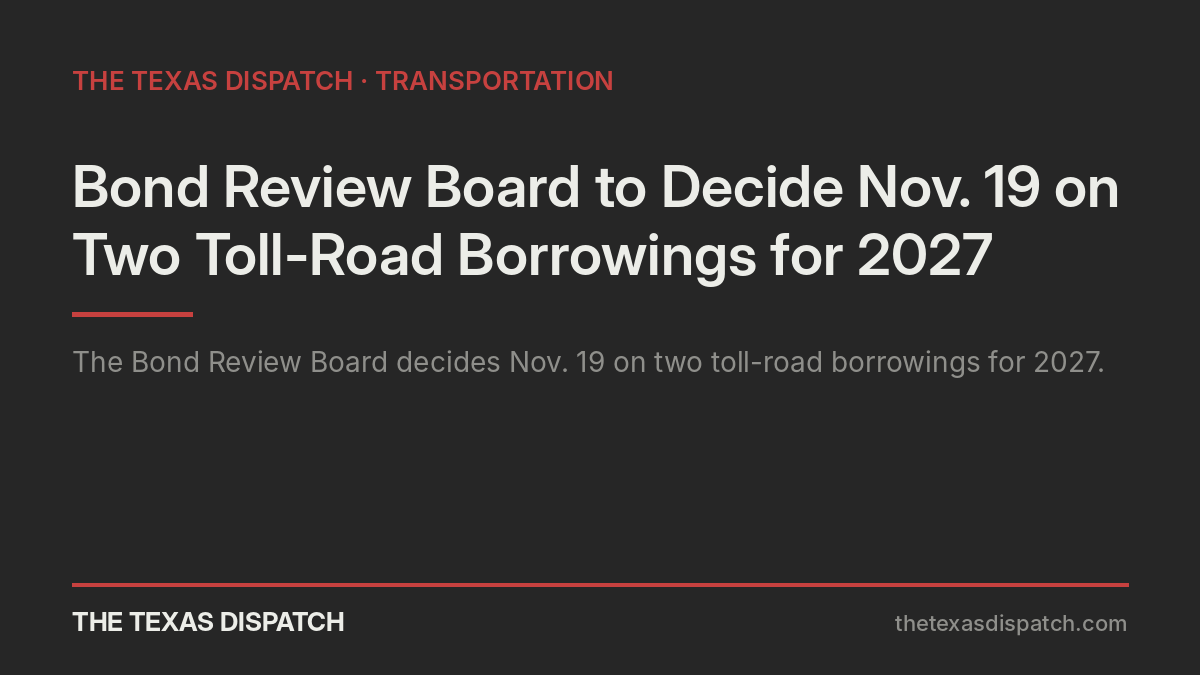 THE TEXAS DISPATCH · TRANSPORTATION
Bond Review Board to Decide Nov. 19 on
Two Toll-Road Borrowings for 2027
The Bond Review Board decides Nov. 19 on two toll-road borrowings for 2027.
THE TEXAS DISPATCH
thetexasdispatch.com